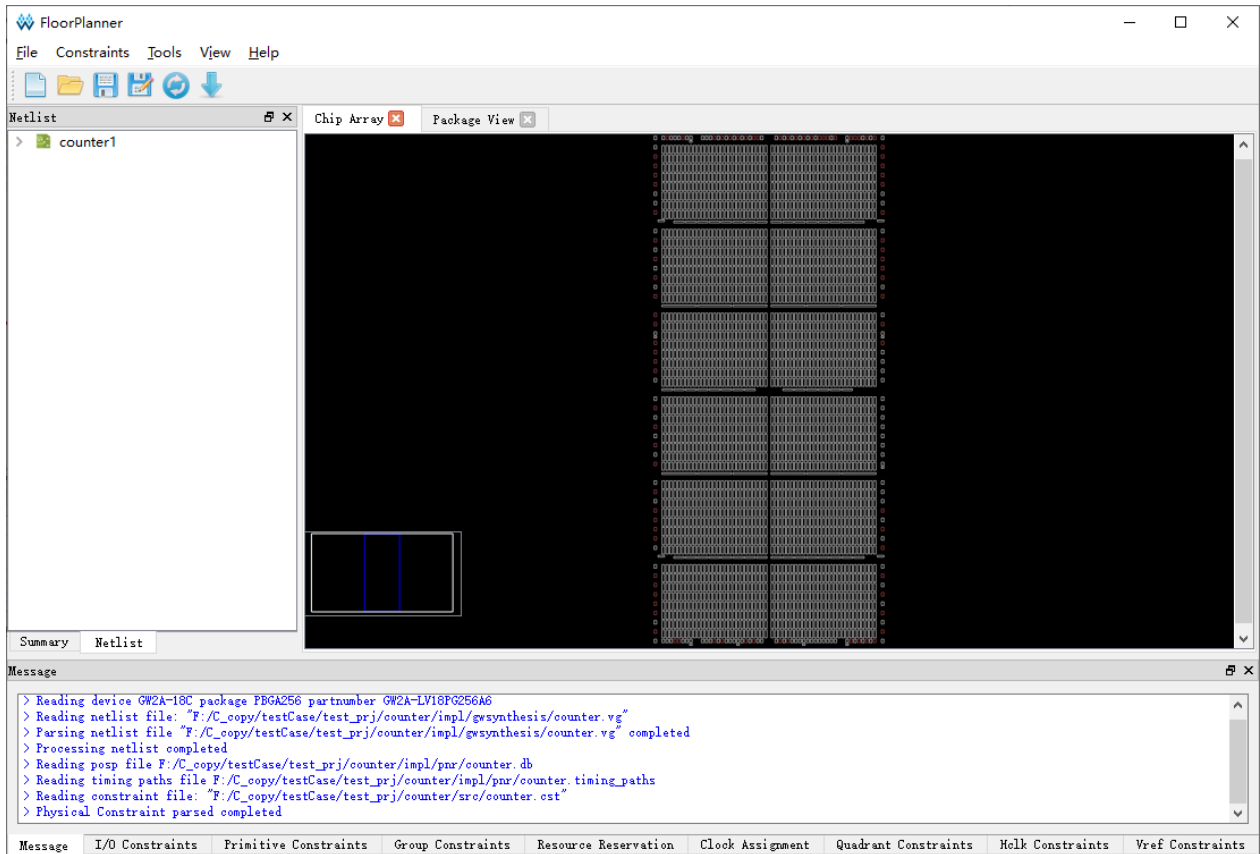 FloorPlanner
File Constraints Tools View Help
Netlist
Chip Array Package View
counter1
Summary Netlist
Message
> Reading device GW2A-18C package PBGA256 partnumber GW2A-LV18PG256A6
> Reading netlist file: "F:/C_copy/testCase/test_prj/counter/impl/gwsynthesis/counter.vg"
> Parsing netlist file "F:/C_copy/testCase/test_prj/counter/impl/gwsynthesis/counter.vg" completed
> Processing netlist completed
> Reading posp file F:/C_copy/testCase/test_prj/counter/impl/pnr/counter.db
> Reading timing paths file F:/C_copy/testCase/test_prj/counter/impl/pnr/counter.timing_paths
> Reading constraint file: "F:/C_copy/testCase/test_prj/counter/src/counter.cst"
> Physical Constraint parsed completed
Message I/O Constraints Primitive Constraints Group Constraints Resource Reservation Clock Assignment Quadrant Constraints Hclk Constraints Vref Constraints